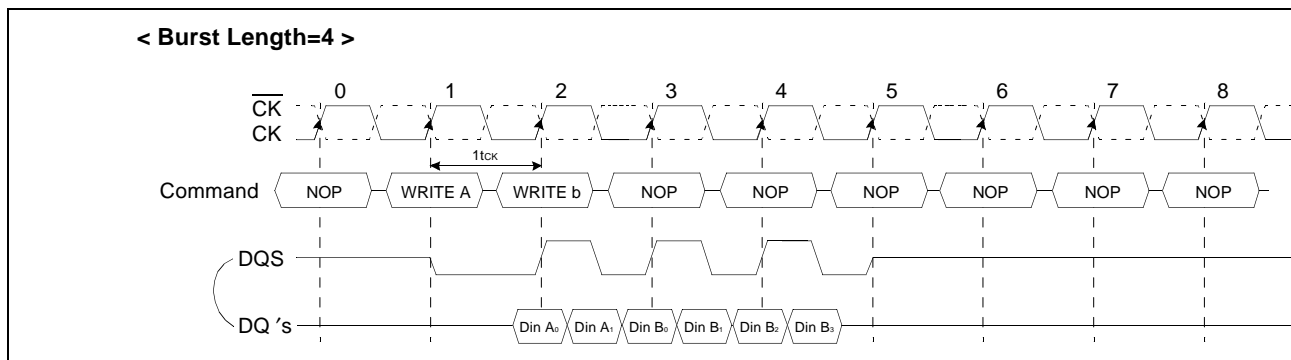 < Burst Length=4 >
0 1 2 3 4 5 6 7 8
CK
CK
1tCK
Command NOP WRITE A WRITE b NOP NOP NOP NOP NOP NOP
DQS
DQ 's Din A0 Din A1 Din B0 Din B1 Din B2 Din B3